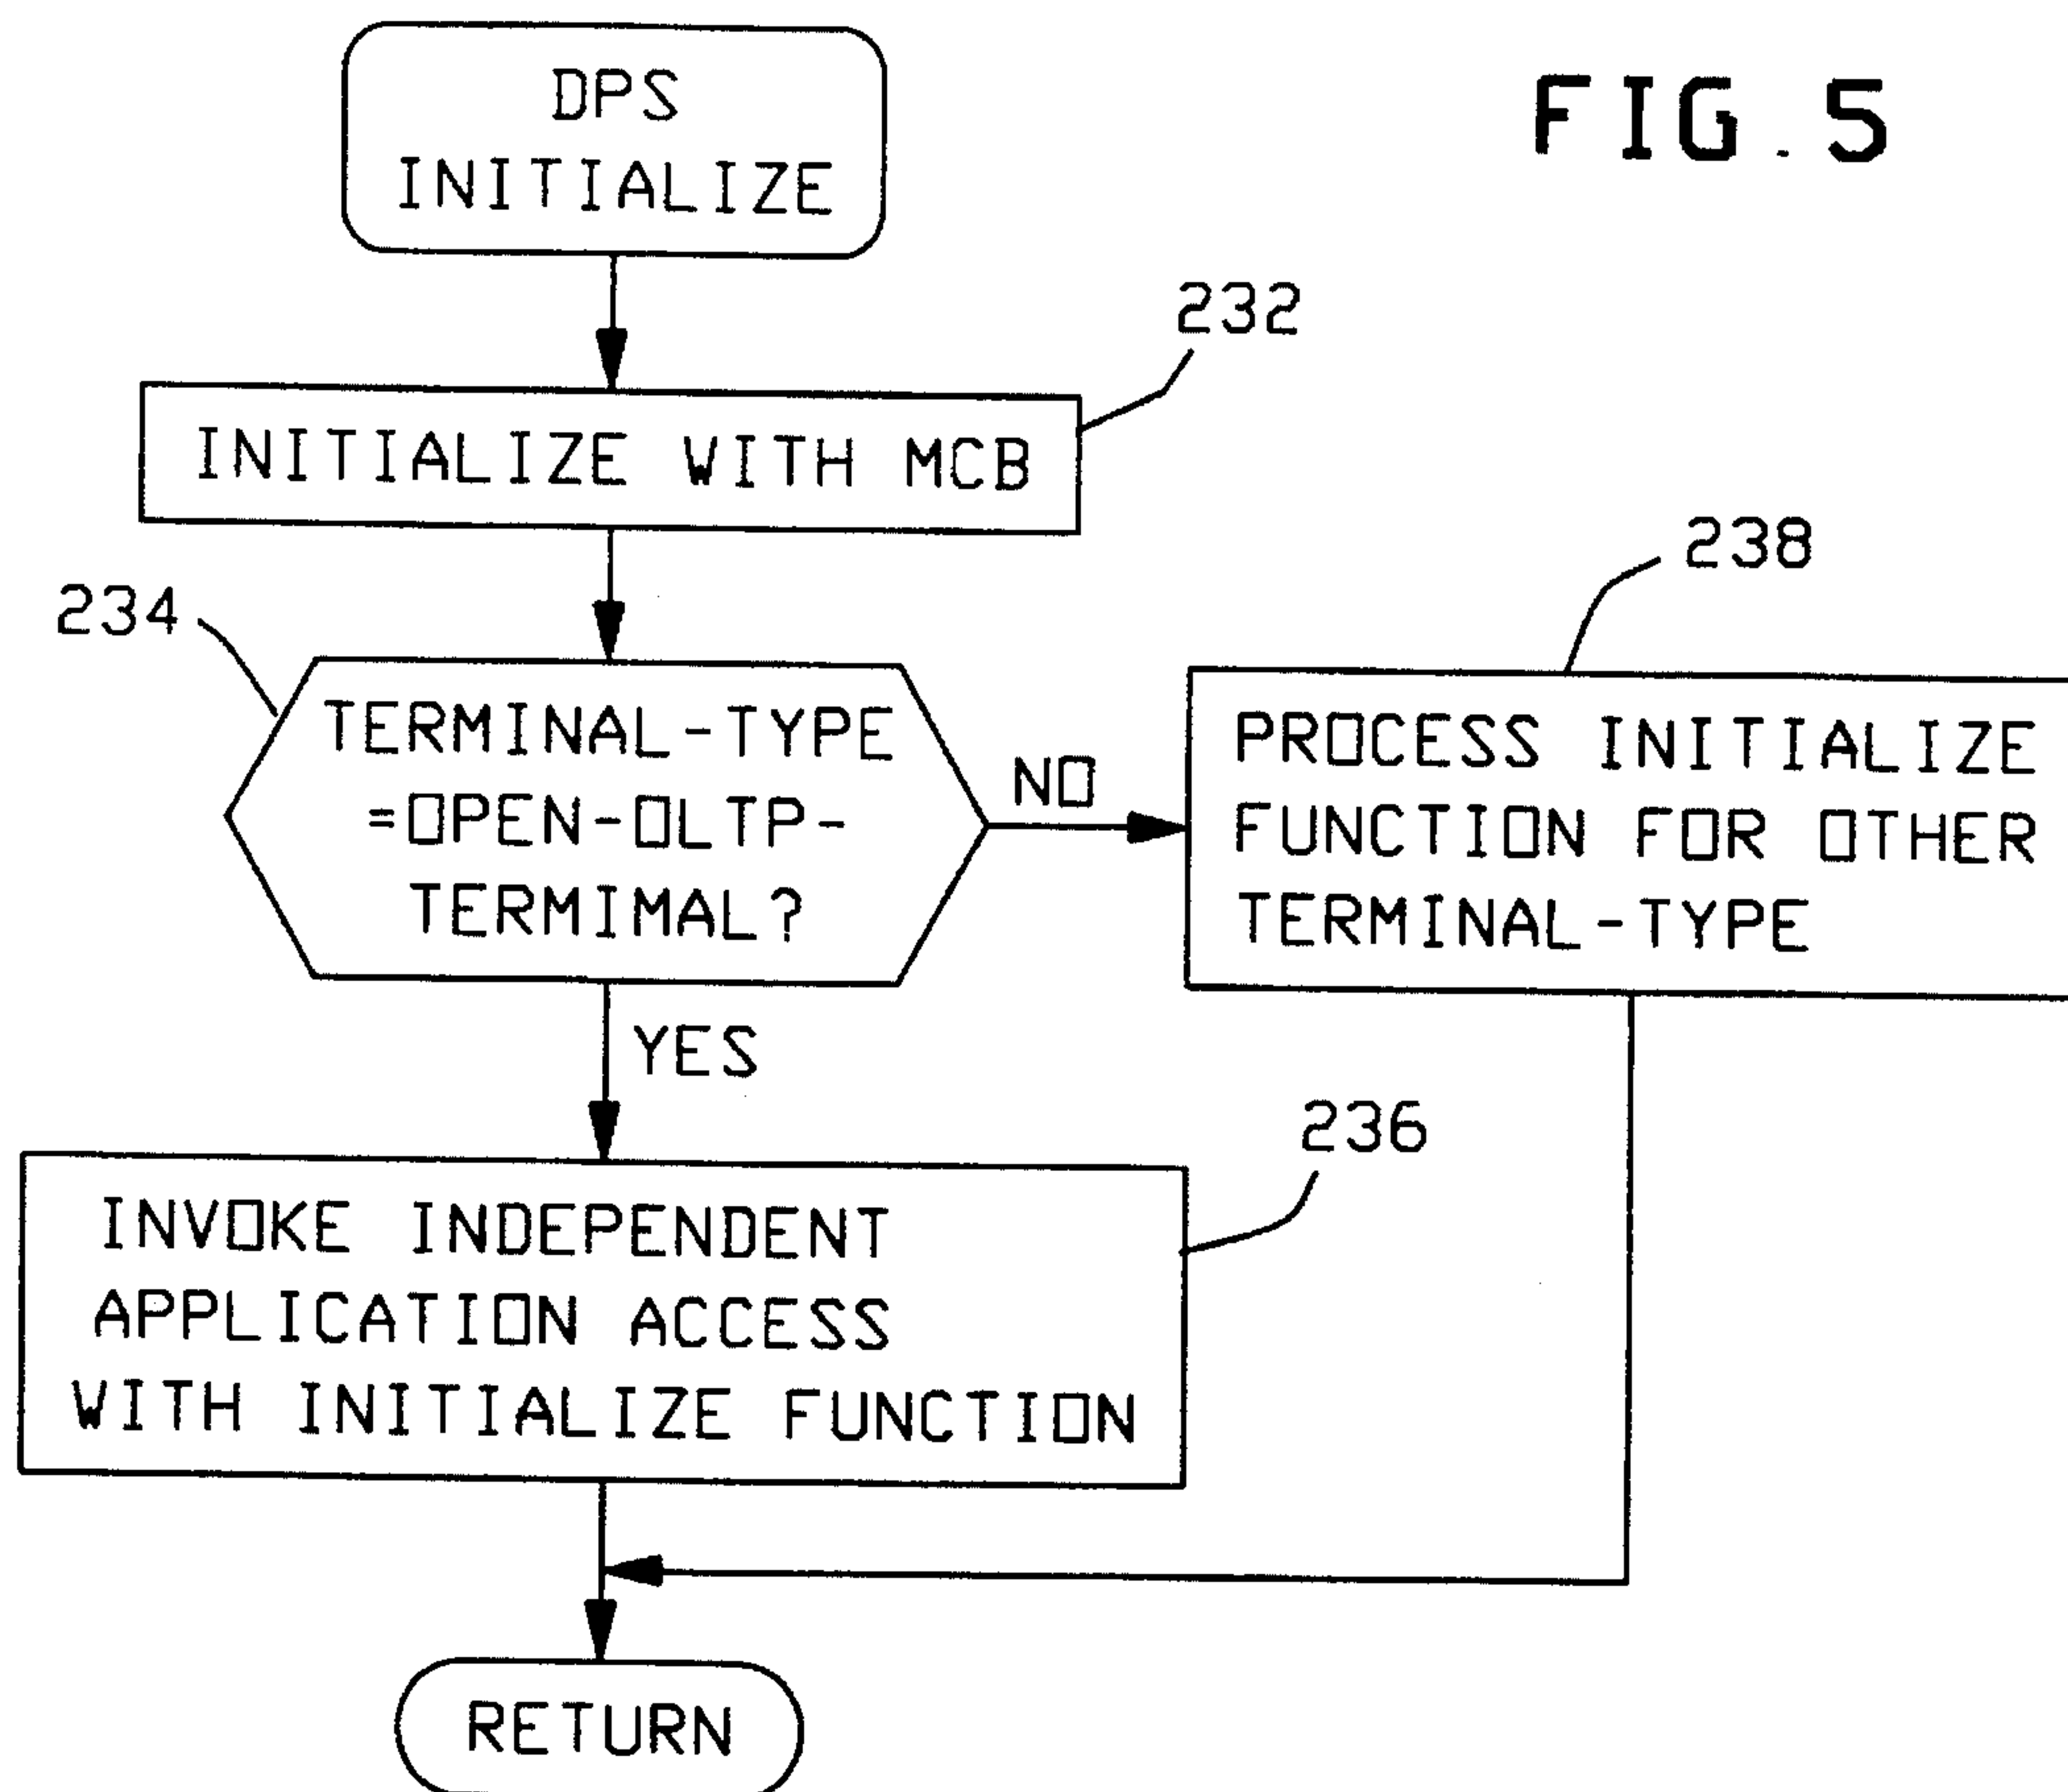 FIG.5
DPS
INITIALIZE
232
INITIALIZE WITH MCB
234
TERMINAL-TYPE
=OPEN-OLTP-
TERMIMAL?
NO
238
PROCESS INITIALIZE
FUNCTION FOR OTHER
TERMINAL-TYPE
YES
236
INVOKE INDEPENDENT
APPLICATION ACCESS
WITH INITIALIZE FUNCTION
RETURN